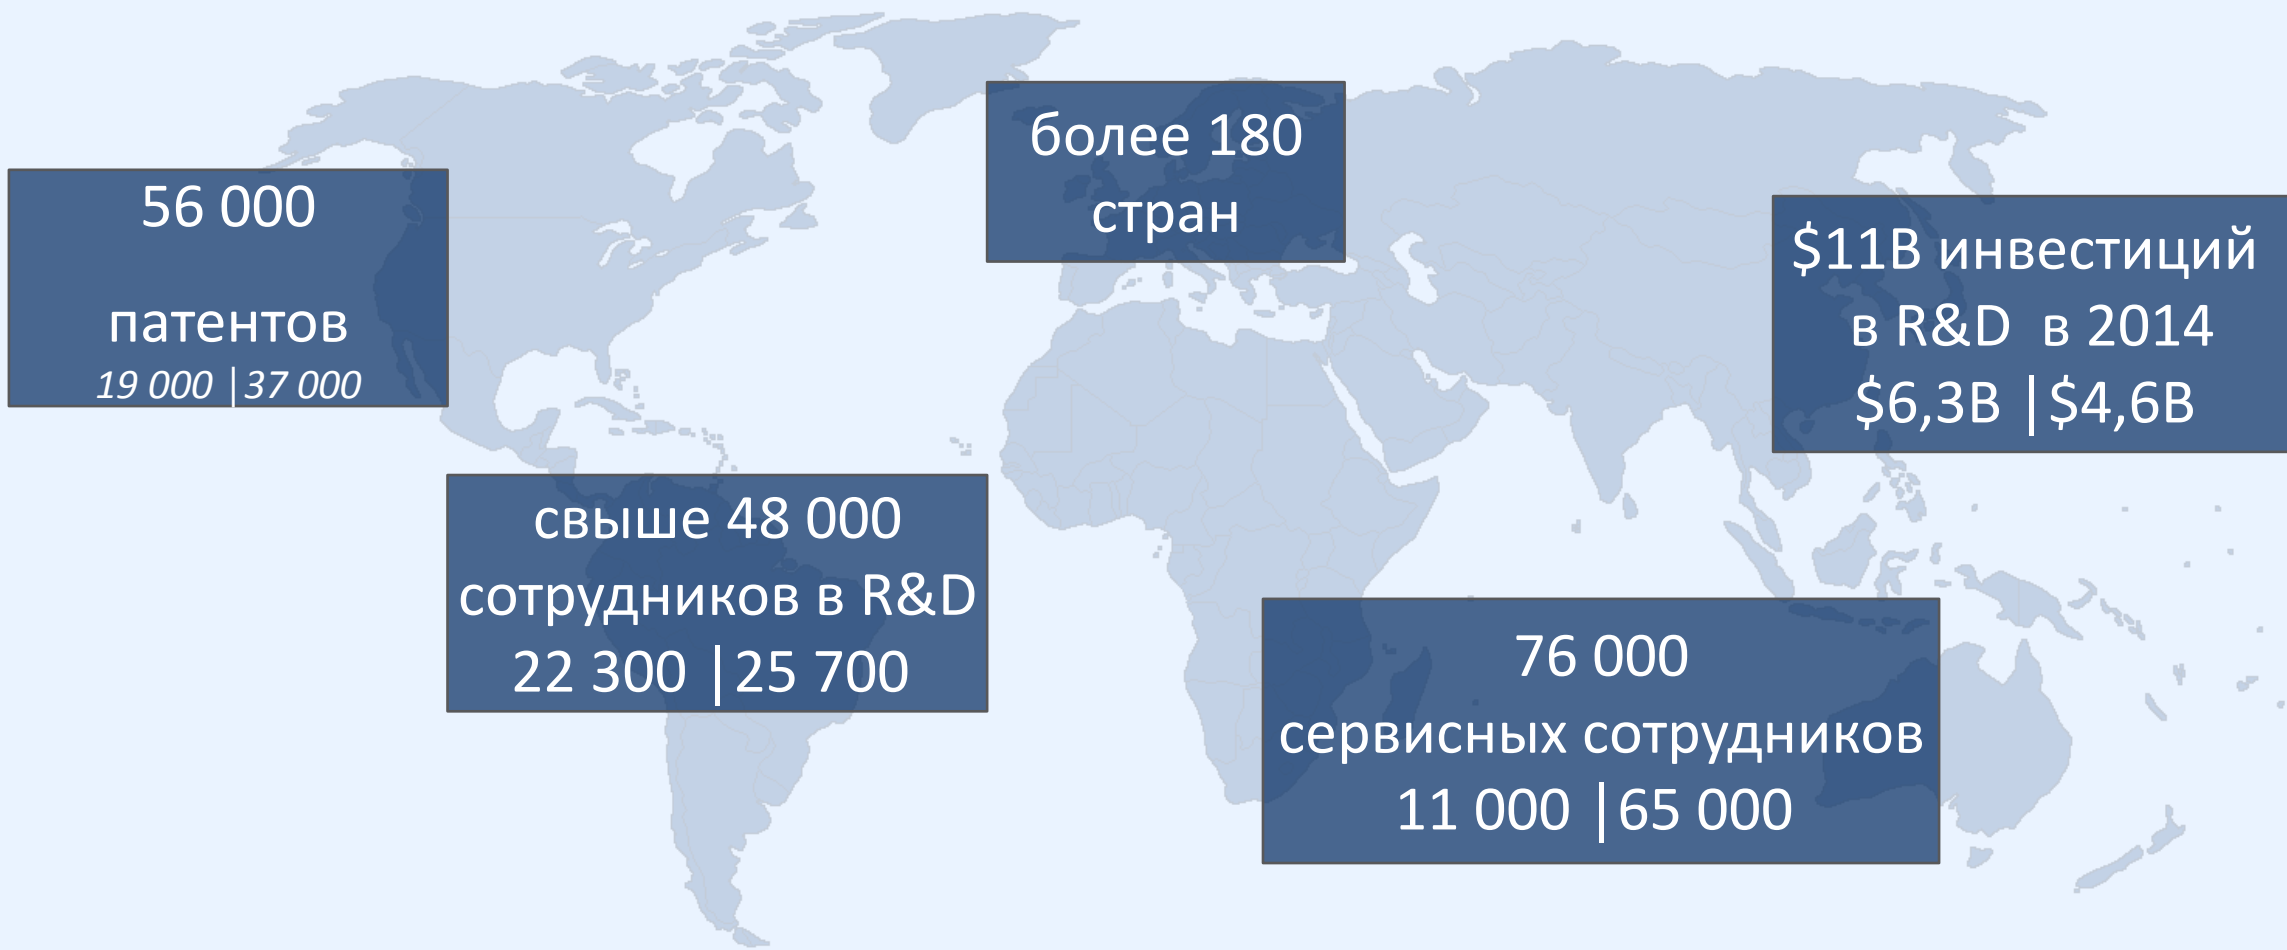 56 000
патентов
19 000 |37 000
более 180
стран
$11B инвестиций
в R&D  в 2014
$6,3B |$4,6B
свыше 48 000
сотрудников в R&D
22 300 |25 700
76 000
сервисных сотрудников
11 000 |65 000